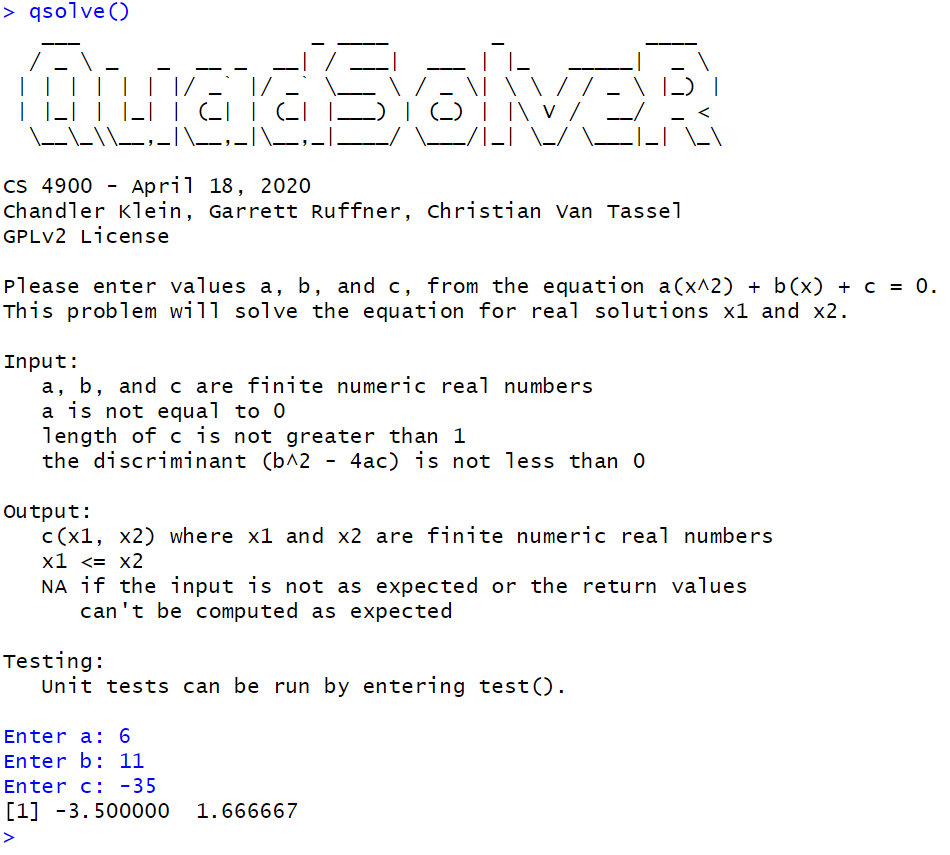 > qsolve()
QuadSolveR
CS 4900 - April 18, 2020
Chandler Klein, Garrett Ruffner, Christian Van Tassel
GPLv2 License
Please enter values a, b, and c, from the equation a(x^2) + b(x) + c = 0.
This problem will solve the equation for real solutions x1 and x2.
Input:
a, b, and c are finite numeric real numbers
a is not equal to 0
length of c is not greater than 1
the discriminant (b^2 - 4ac) is not less than 0
Output:
c(x1, x2) where x1 and x2 are finite numeric real numbers
x1 <= x2
NA if the input is not as expected or the return values
can't be computed as expected
Testing:
Unit tests can be run by entering test().
Enter a: 6
Enter b: 11
Enter c: -35
[1] -3.500000  1.666667
>